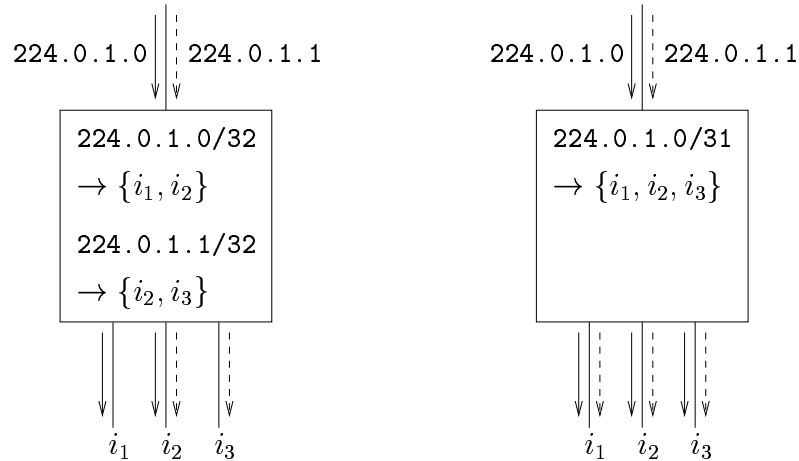 224.0.1.0 224.0.1.1
224.0.1.0/32
→ {i₁, i₂}
224.0.1.1/32
→ {i₂, i₃}
i₁ i₂ i₃
224.0.1.0 224.0.1.1
224.0.1.0/31
→ {i₁, i₂, i₃}
i₁ i₂ i₃